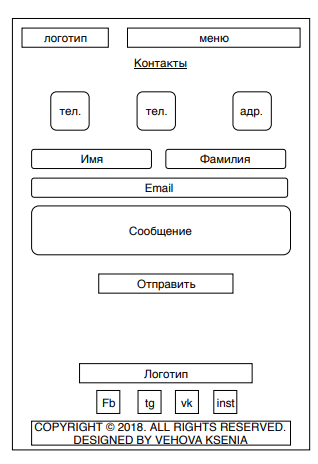 логотип меню
Контакты
тел. тел. адр.
Имя Фамилия
Email
Сообщение
Отправить
Логотип
Fb tg vk inst
COPYRIGHT © 2018. ALL RIGHTS RESERVED.
DESIGNED BY VEHOVA KSENIA